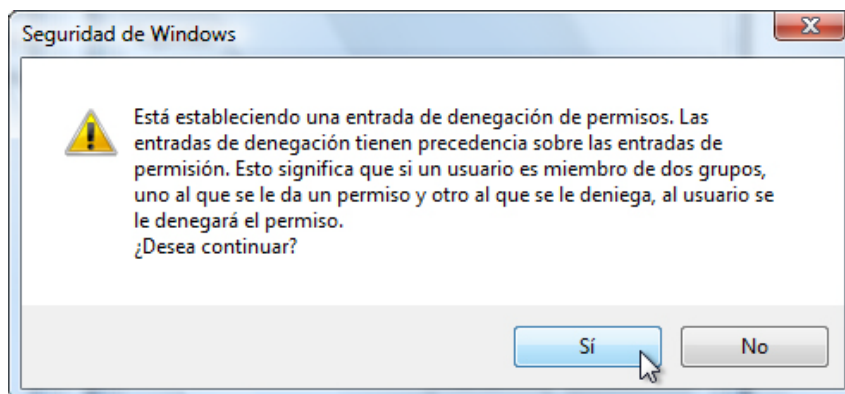 Seguridad de Windows
Está estableciendo una entrada de denegación de permisos. Las
entradas de denegación tienen precedencia sobre las entradas de
permisión. Esto significa que si un usuario es miembro de dos grupos,
uno al que se le da un permiso y otro al que se le deniega, al usuario se
le denegará el permiso.
¿Desea continuar?
Sí
No